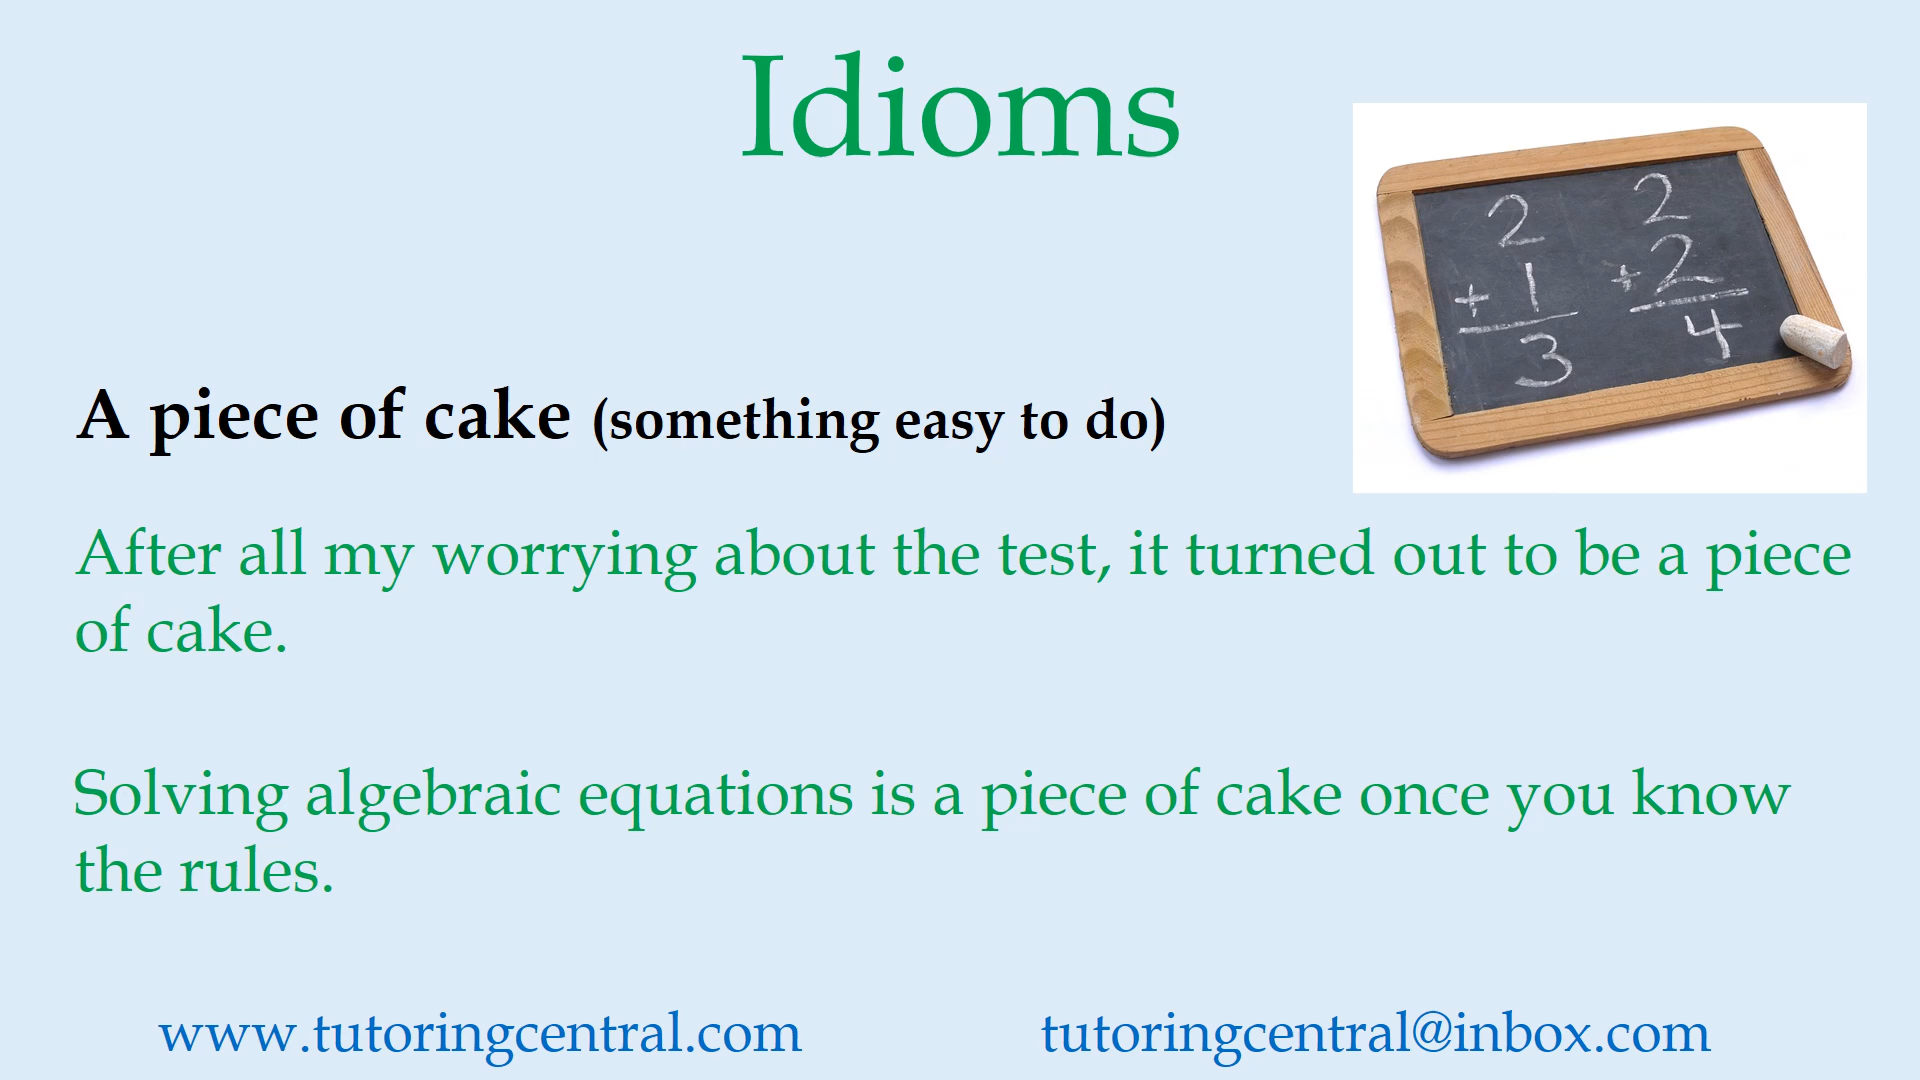 Idioms
2
+ 1
3
2
+ 2
4
A piece of cake (something easy to do)
After all my worrying about the test, it turned out to be a piece
of cake.
Solving algebraic equations is a piece of cake once you know
the rules.
www.tutoringcentral.com
tutoringcentral@inbox.com